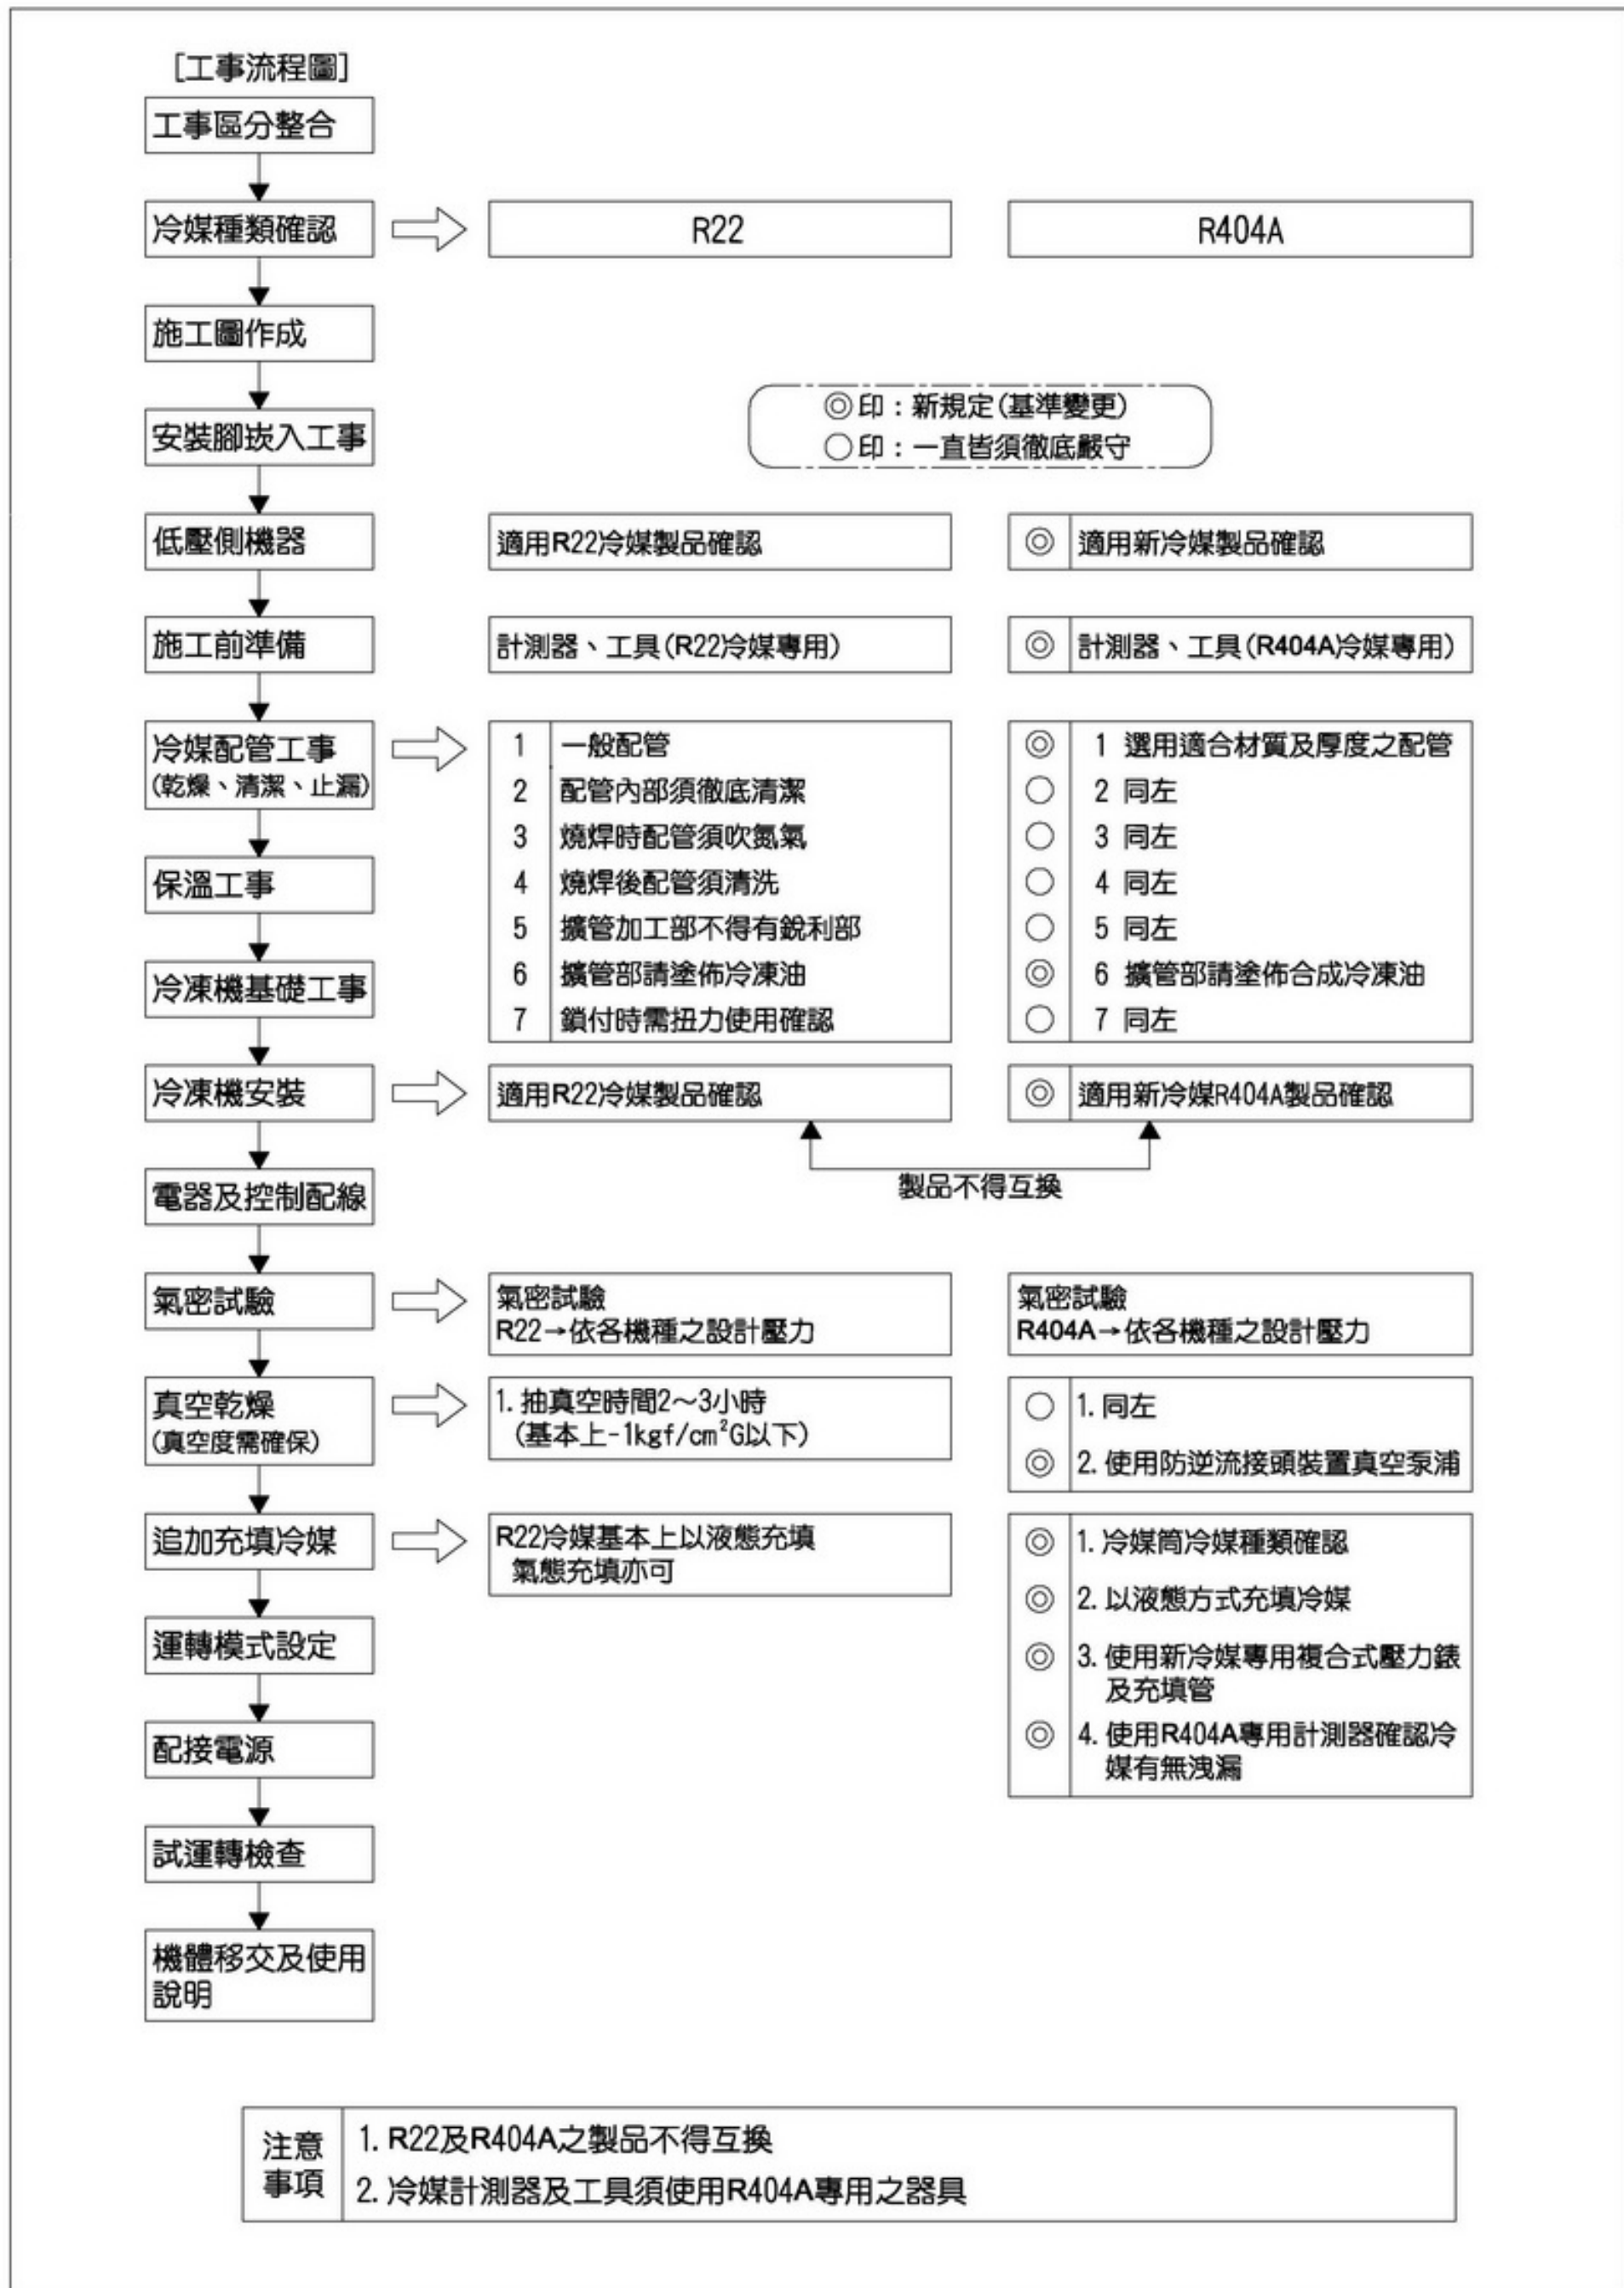 [工事流程圖]
工事區分整合
冷媒種類確認
R22
R404A
施工圖作成
◎印：新規定(基準變更)
○印：一直皆須徹底嚴守
安裝腳崁入工事
低壓側機器
適用R22冷媒製品確認
◎ 適用新冷媒製品確認
施工前準備
計測器、工具(R22冷媒專用)
◎ 計測器、工具(R404A冷媒專用)
冷媒配管工事
(乾燥、清潔、止漏)
1 一般配管
2 配管內部須徹底清潔
3 燒焊時配管須吹氮氣
4 燒焊後配管須清洗
5 擴管加工部不得有銳利部
6 擴管部請塗佈冷凍油
7 鎖付時需扭力使用確認
◎ 1 選用適合材質及厚度之配管
○ 2 同左
○ 3 同左
○ 4 同左
○ 5 同左
◎ 6 擴管部請塗佈合成冷凍油
○ 7 同左
保溫工事
冷凍機基礎工事
冷凍機安裝
適用R22冷媒製品確認
◎ 適用新冷媒R404A製品確認
製品不得互換
電器及控制配線
氣密試驗
氣密試驗
R22→依各機種之設計壓力
氣密試驗
R404A→依各機種之設計壓力
真空乾燥
(真空度需確保)
1. 抽真空時間2～3小時
(基本上-1kgf/cm²G以下)
○ 1. 同左
◎ 2. 使用防逆流接頭裝置真空泵浦
追加充填冷媒
R22冷媒基本上以液態充填
氣態充填亦可
◎ 1. 冷媒筒冷媒種類確認
◎ 2. 以液態方式充填冷媒
◎ 3. 使用新冷媒專用複合式壓力錶
及充填管
◎ 4. 使用R404A專用計測器確認冷
媒有無洩漏
運轉模式設定
配接電源
試運轉檢查
機體移交及使用
說明
注意
事項
1. R22及R404A之製品不得互換
2. 冷媒計測器及工具須使用R404A專用之器具